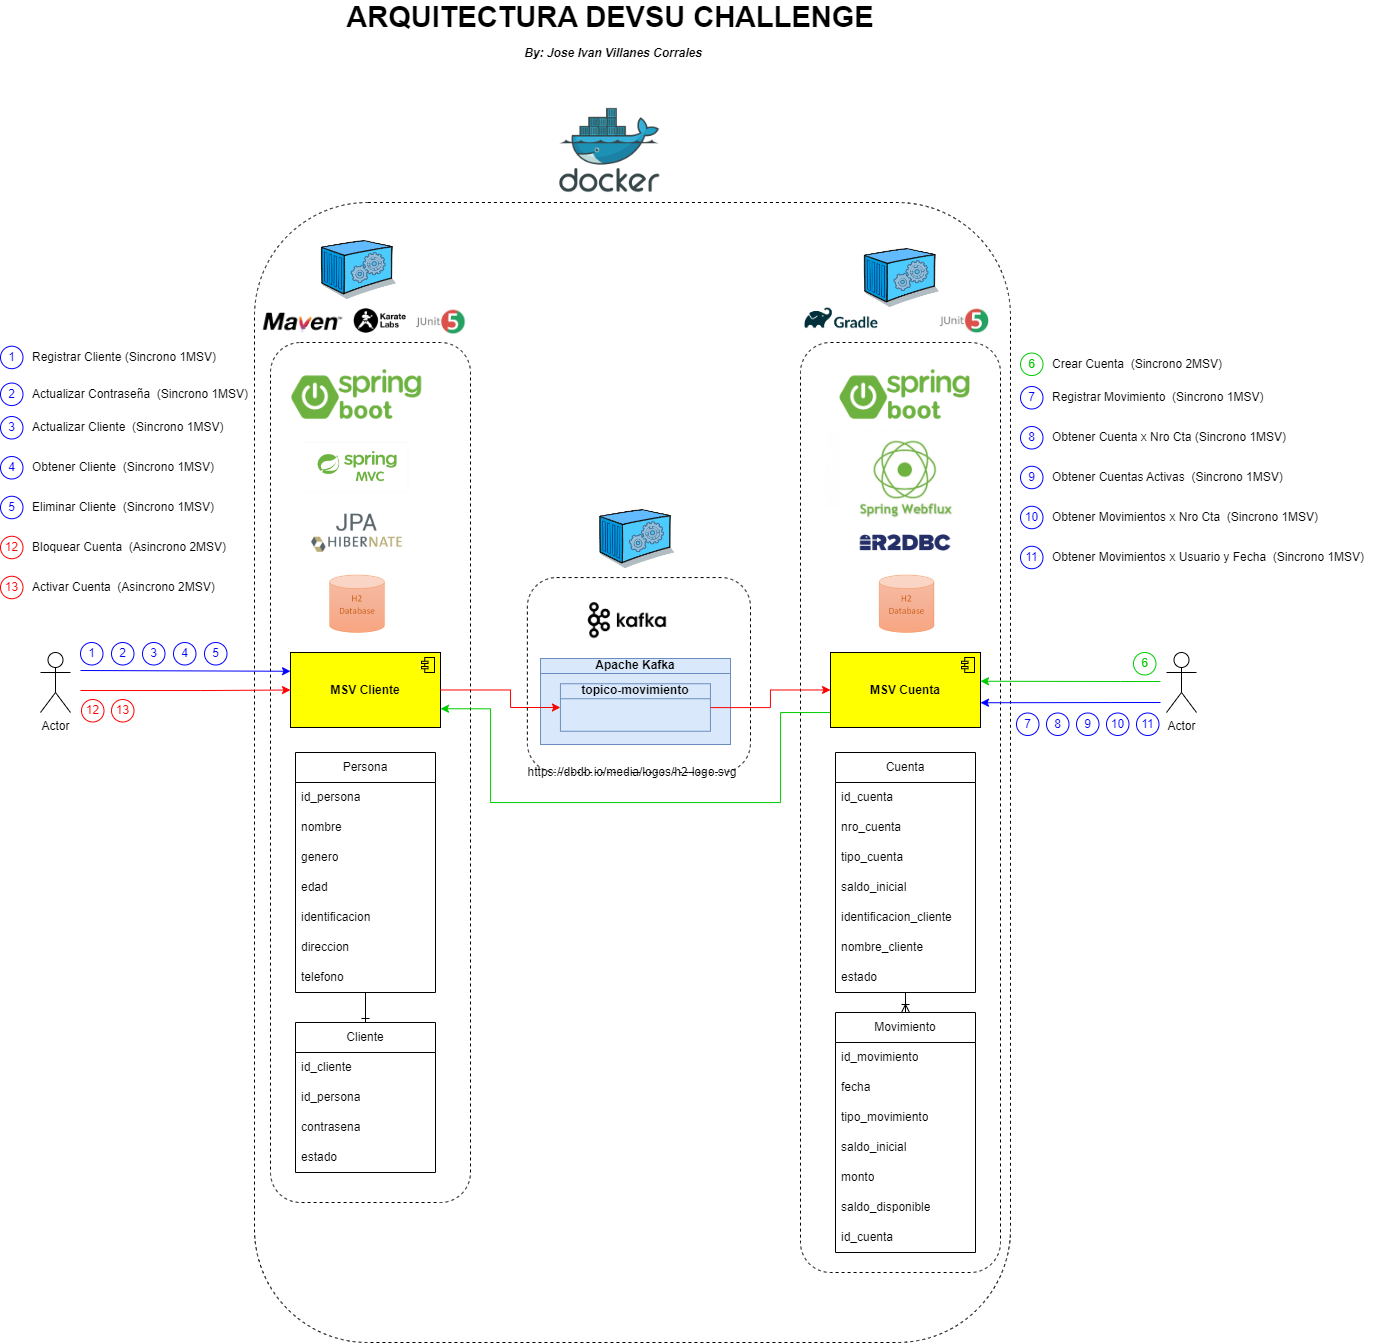 ARQUITECTURA DEVSU CHALLENGE
By: Jose Ivan Villanes Corrales
docker
Maven™
Karate
Labs
JUnit 5
Gradle
JUnit 5
1 Registrar Cliente (Sincrono 1MSV)
2 Actualizar Contraseña (Sincrono 1MSV)
3 Actualizar Cliente (Sincrono 1MSV)
4 Obtener Cliente (Sincrono 1MSV)
5 Eliminar Cliente (Sincrono 1MSV)
12 Bloquear Cuenta (Asincrono 2MSV)
13 Activar Cuenta (Asincrono 2MSV)
spring
boot
spring
MVC
JPA
HIBERNATE
H2
Database
spring
boot
Spring Webflux
R2DBC
H2
Database
6 Crear Cuenta (Sincrono 2MSV)
7 Registrar Movimiento (Sincrono 1MSV)
8 Obtener Cuenta x Nro Cta (Sincrono 1MSV)
9 Obtener Cuentas Activas (Sincrono 1MSV)
10 Obtener Movimientos x Nro Cta (Sincrono 1MSV)
11 Obtener Movimientos x Usuario y Fecha (Sincrono 1MSV)
kafka
1 2 3 4 5
12 13
Actor
MSV Cliente
Apache Kafka
topico-movimiento
https://dbdb.io/media/logos/h2-logo.svg
MSV Cuenta
6
7 8 9 10 11
Actor
Persona
id_persona
nombre
genero
edad
identificacion
direccion
telefono
Cliente
id_cliente
id_persona
contrasena
estado
Cuenta
id_cuenta
nro_cuenta
tipo_cuenta
saldo_inicial
identificacion_cliente
nombre_cliente
estado
Movimiento
id_movimiento
fecha
tipo_movimiento
saldo_inicial
monto
saldo_disponible
id_cuenta